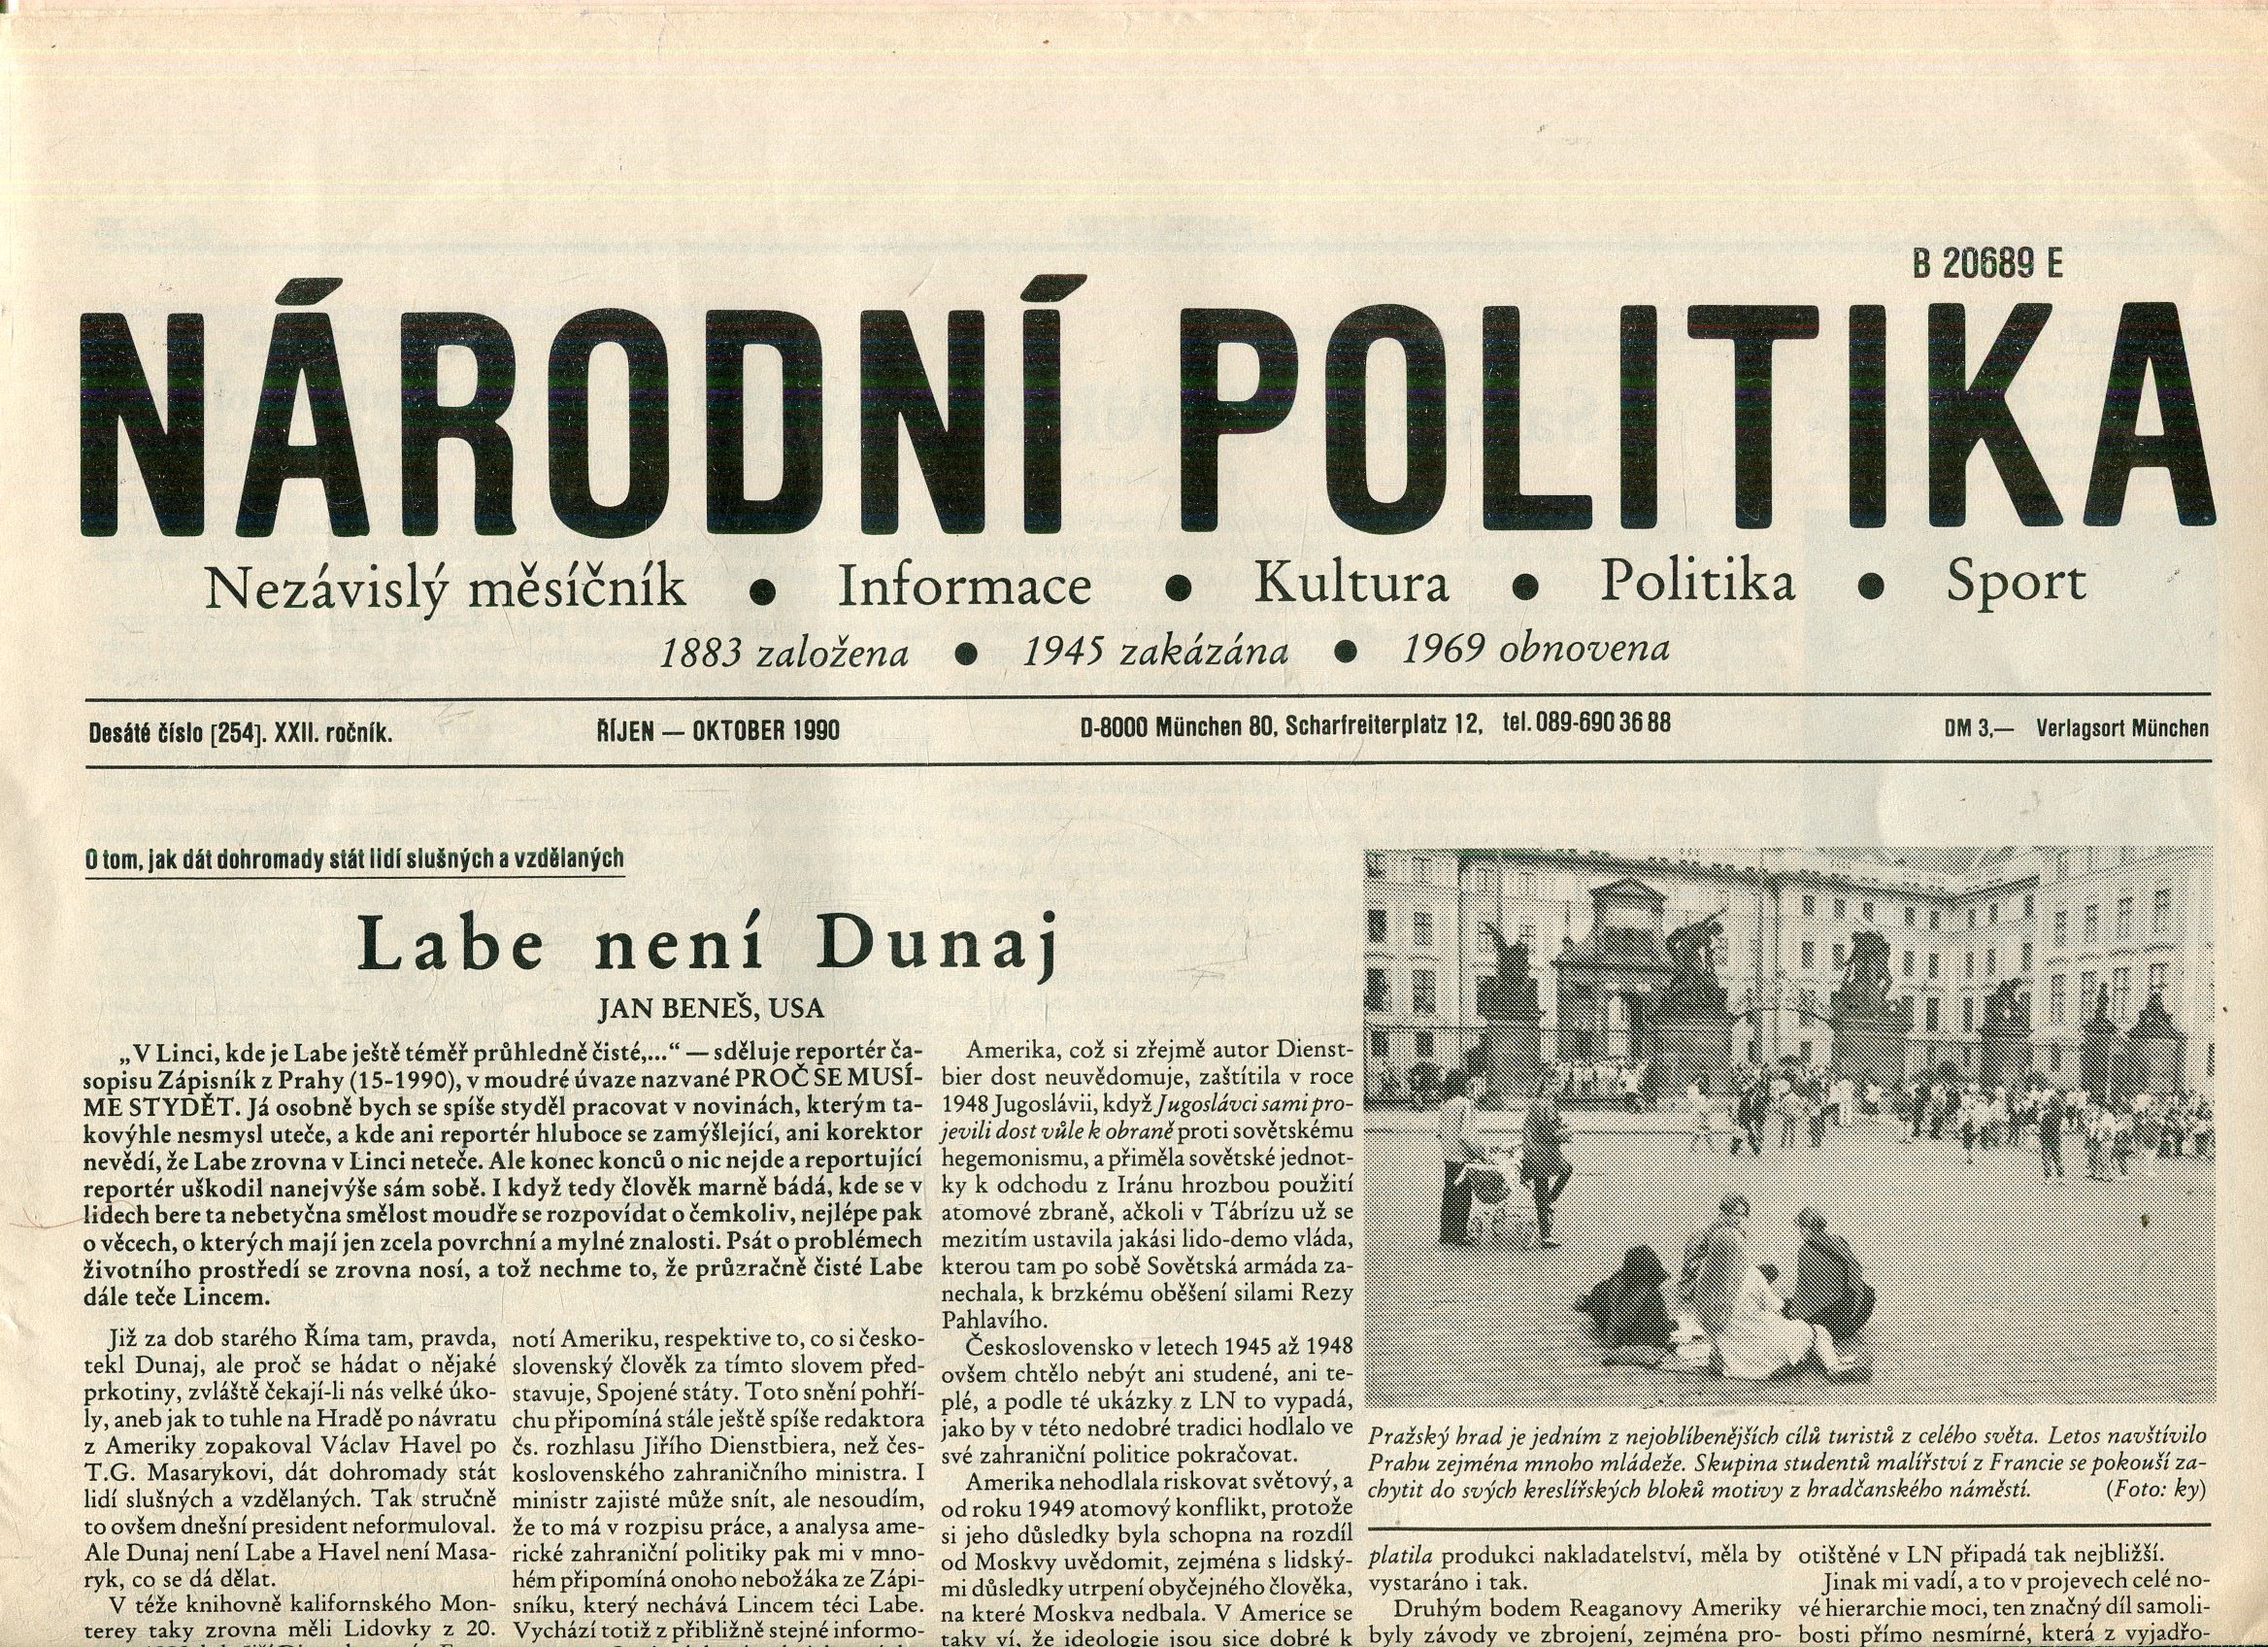 B 20689 E
NÁRODNÍ POLITIKA
Nezávislý měsíčník ● Informace ● Kultura ● Politika ● Sport
1883 založena ● 1945 zakázána ● 1969 obnovena
Desáté číslo [254]. XXII. ročník. ŘÍJEN — OKTOBER 1990 D-8000 München 80, Scharfreiterplatz 12, tel. 089-690 36 88 DM 3,— Verlagsort München
O tom, jak dát dohromady stát lidí slušných a vzdělaných
Labe není Dunaj
JAN BENEŠ, USA
„V Linci, kde je Labe ještě téměř průhledně čisté,...“ — sděluje reportér ča-
sopisu Zápisník z Prahy (15-1990), v moudré úvaze nazvané PROČ SE MUSÍ-
ME STYDĚT. Já osobně bych se spíše styděl pracovat v novinách, kterým ta-
kovýhle nesmysl uteče, a kde ani reportér hluboce se zamýšlející, ani korektor
nevědí, že Labe zrovna v Linci neteče. Ale konec konců o nic nejde a reportující
reportér uškodil nanejvýše sám sobě. I když tedy člověk marně bádá, kde se v
lidech bere ta nebetyčna smělost moudře se rozpovídat o čemkoliv, nejlépe pak
o věcech, o kterých mají jen zcela povrchní a mylné znalosti. Psát o problémech
životního prostředí se zrovna nosí, a tož nechme to, že průzračně čisté Labe
dále teče Lincem.
Již za dob starého Říma tam, pravda,
tekl Dunaj, ale proč se hádat o nějaké
prkotiny, zvláště čekají-li nás velké úko-
ly, aneb jak to tuhle na Hradě po návratu
z Ameriky zopakoval Václav Havel po
T.G. Masarykovi, dát dohromady stát
lidí slušných a vzdělaných. Tak stručně
to ovšem dnešní president neformuloval.
Ale Dunaj není Labe a Havel není Masa-
ryk, co se dá dělat.
V téže knihovně kalifornského Mon-
terey taky zrovna měli Lidovky z 20.
notí Ameriku, respektive to, co si česko-
slovenský člověk za tímto slovem před-
stavuje, Spojené státy. Toto snění pohří-
chu připomíná stále ještě spíše redaktora
čs. rozhlasu Jiřího Dienstbiera, než čes-
koslovenského zahraničního ministra. I
ministr zajisté může snít, ale nesoudím,
že to má v rozpisu práce, a analysa ame-
rické zahraniční politiky pak mi v mno-
hém připomíná onoho nebožáka ze Zápi-
sníku, který nechává Lincem téci Labe.
Vychází totiž z přibližně stejné informo-
Amerika, což si zřejmě autor Dienst-
bier dost neuvědomuje, zaštítila v roce
1948 Jugoslávii, když Jugoslávci sami pro-
jevili dost vůle k obraně proti sovětskému
hegemonismu, a přiměla sovětské jednot-
ky k odchodu z Iránu hrozbou použití
atomové zbraně, ačkoli v Tábrízu už se
mezitím ustavila jakási lido-demo vláda,
kterou tam po sobě Sovětská armáda za-
nechala, k brzkému oběšení silami Rezy
Pahlavího.
Československo v letech 1945 až 1948
ovšem chtělo nebýt ani studené, ani te-
plé, a podle té ukázky z LN to vypadá,
jako by v této nedobré tradici hodlalo ve
své zahraniční politice pokračovat.
Amerika nehodlala riskovat světový, a
od roku 1949 atomový konflikt, protože
si jeho důsledky byla schopna na rozdíl
od Moskvy uvědomit, zejména s lidský-
mi důsledky utrpení obyčejného člověka,
na které Moskva nedbala. V Americe se
taky ví, že ideologie jsou sice dobré k
Pražský hrad je jedním z nejoblíbenějších cílů turistů z celého světa. Letos navštívilo
Prahu zejména mnoho mládeže. Skupina studentů malířství z Francie se pokouší za-
chytit do svých kreslířských bloků motivy z hradčanského náměstí. (Foto: ky)
platila produkci nakladatelství, měla by
vystaráno i tak.
Druhým bodem Reaganovy Ameriky
byly závody ve zbrojení, zejména pro-
otištěné v LN připadá tak nejbližší.
Jinak mi vadí, a to v projevech celé no-
vé hierarchie moci, ten značný díl samoli-
bosti přímo nesmírné, která z vyjadřo-